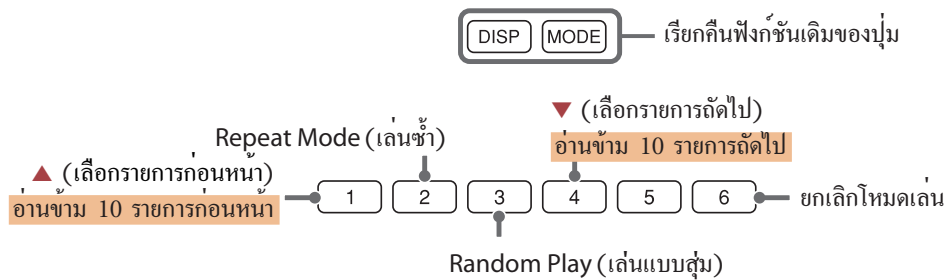 DISP MODE เรียกคืนฟังก์ชันเดิมของปุ่ม
▼ (เลือกรายการถัดไป)
อ่านข้าม 10 รายการถัดไป
Repeat Mode (เล่นซ้ำ)
▲ (เลือกรายการก่อนหน้า)
อ่านข้าม 10 รายการก่อนหน้า
1 2 3 4 5 6 ยกเลิกโหมดเล่น
Random Play (เล่นแบบสุ่ม)